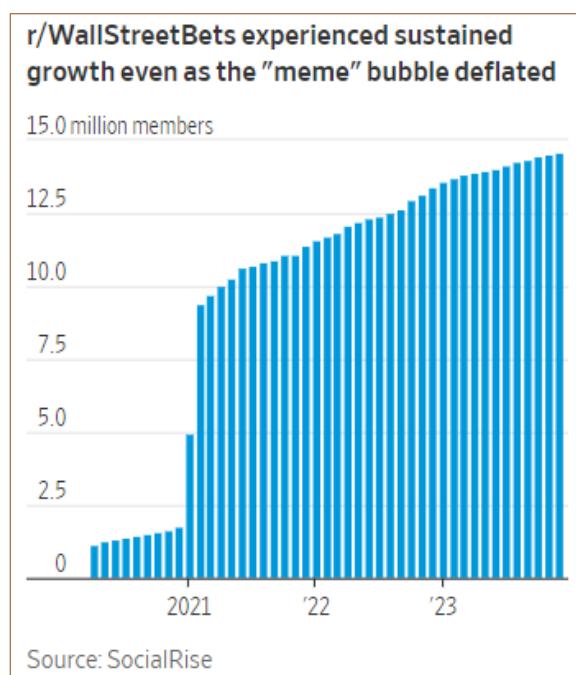 r/WallStreetBets experienced sustained
growth even as the ”meme” bubble deflated
15.0 million members
12.5
10.0
7.5
5.0
2.5
0
2021 ’22 ’23
Source: SocialRise